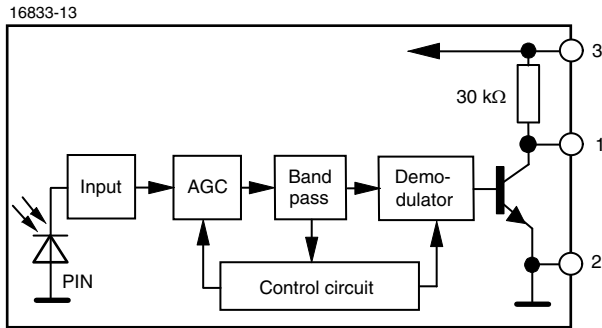 16833-13
3
30 kΩ
1
Input
AGC
Band
pass
Demo-
dulator
2
PIN
Control circuit